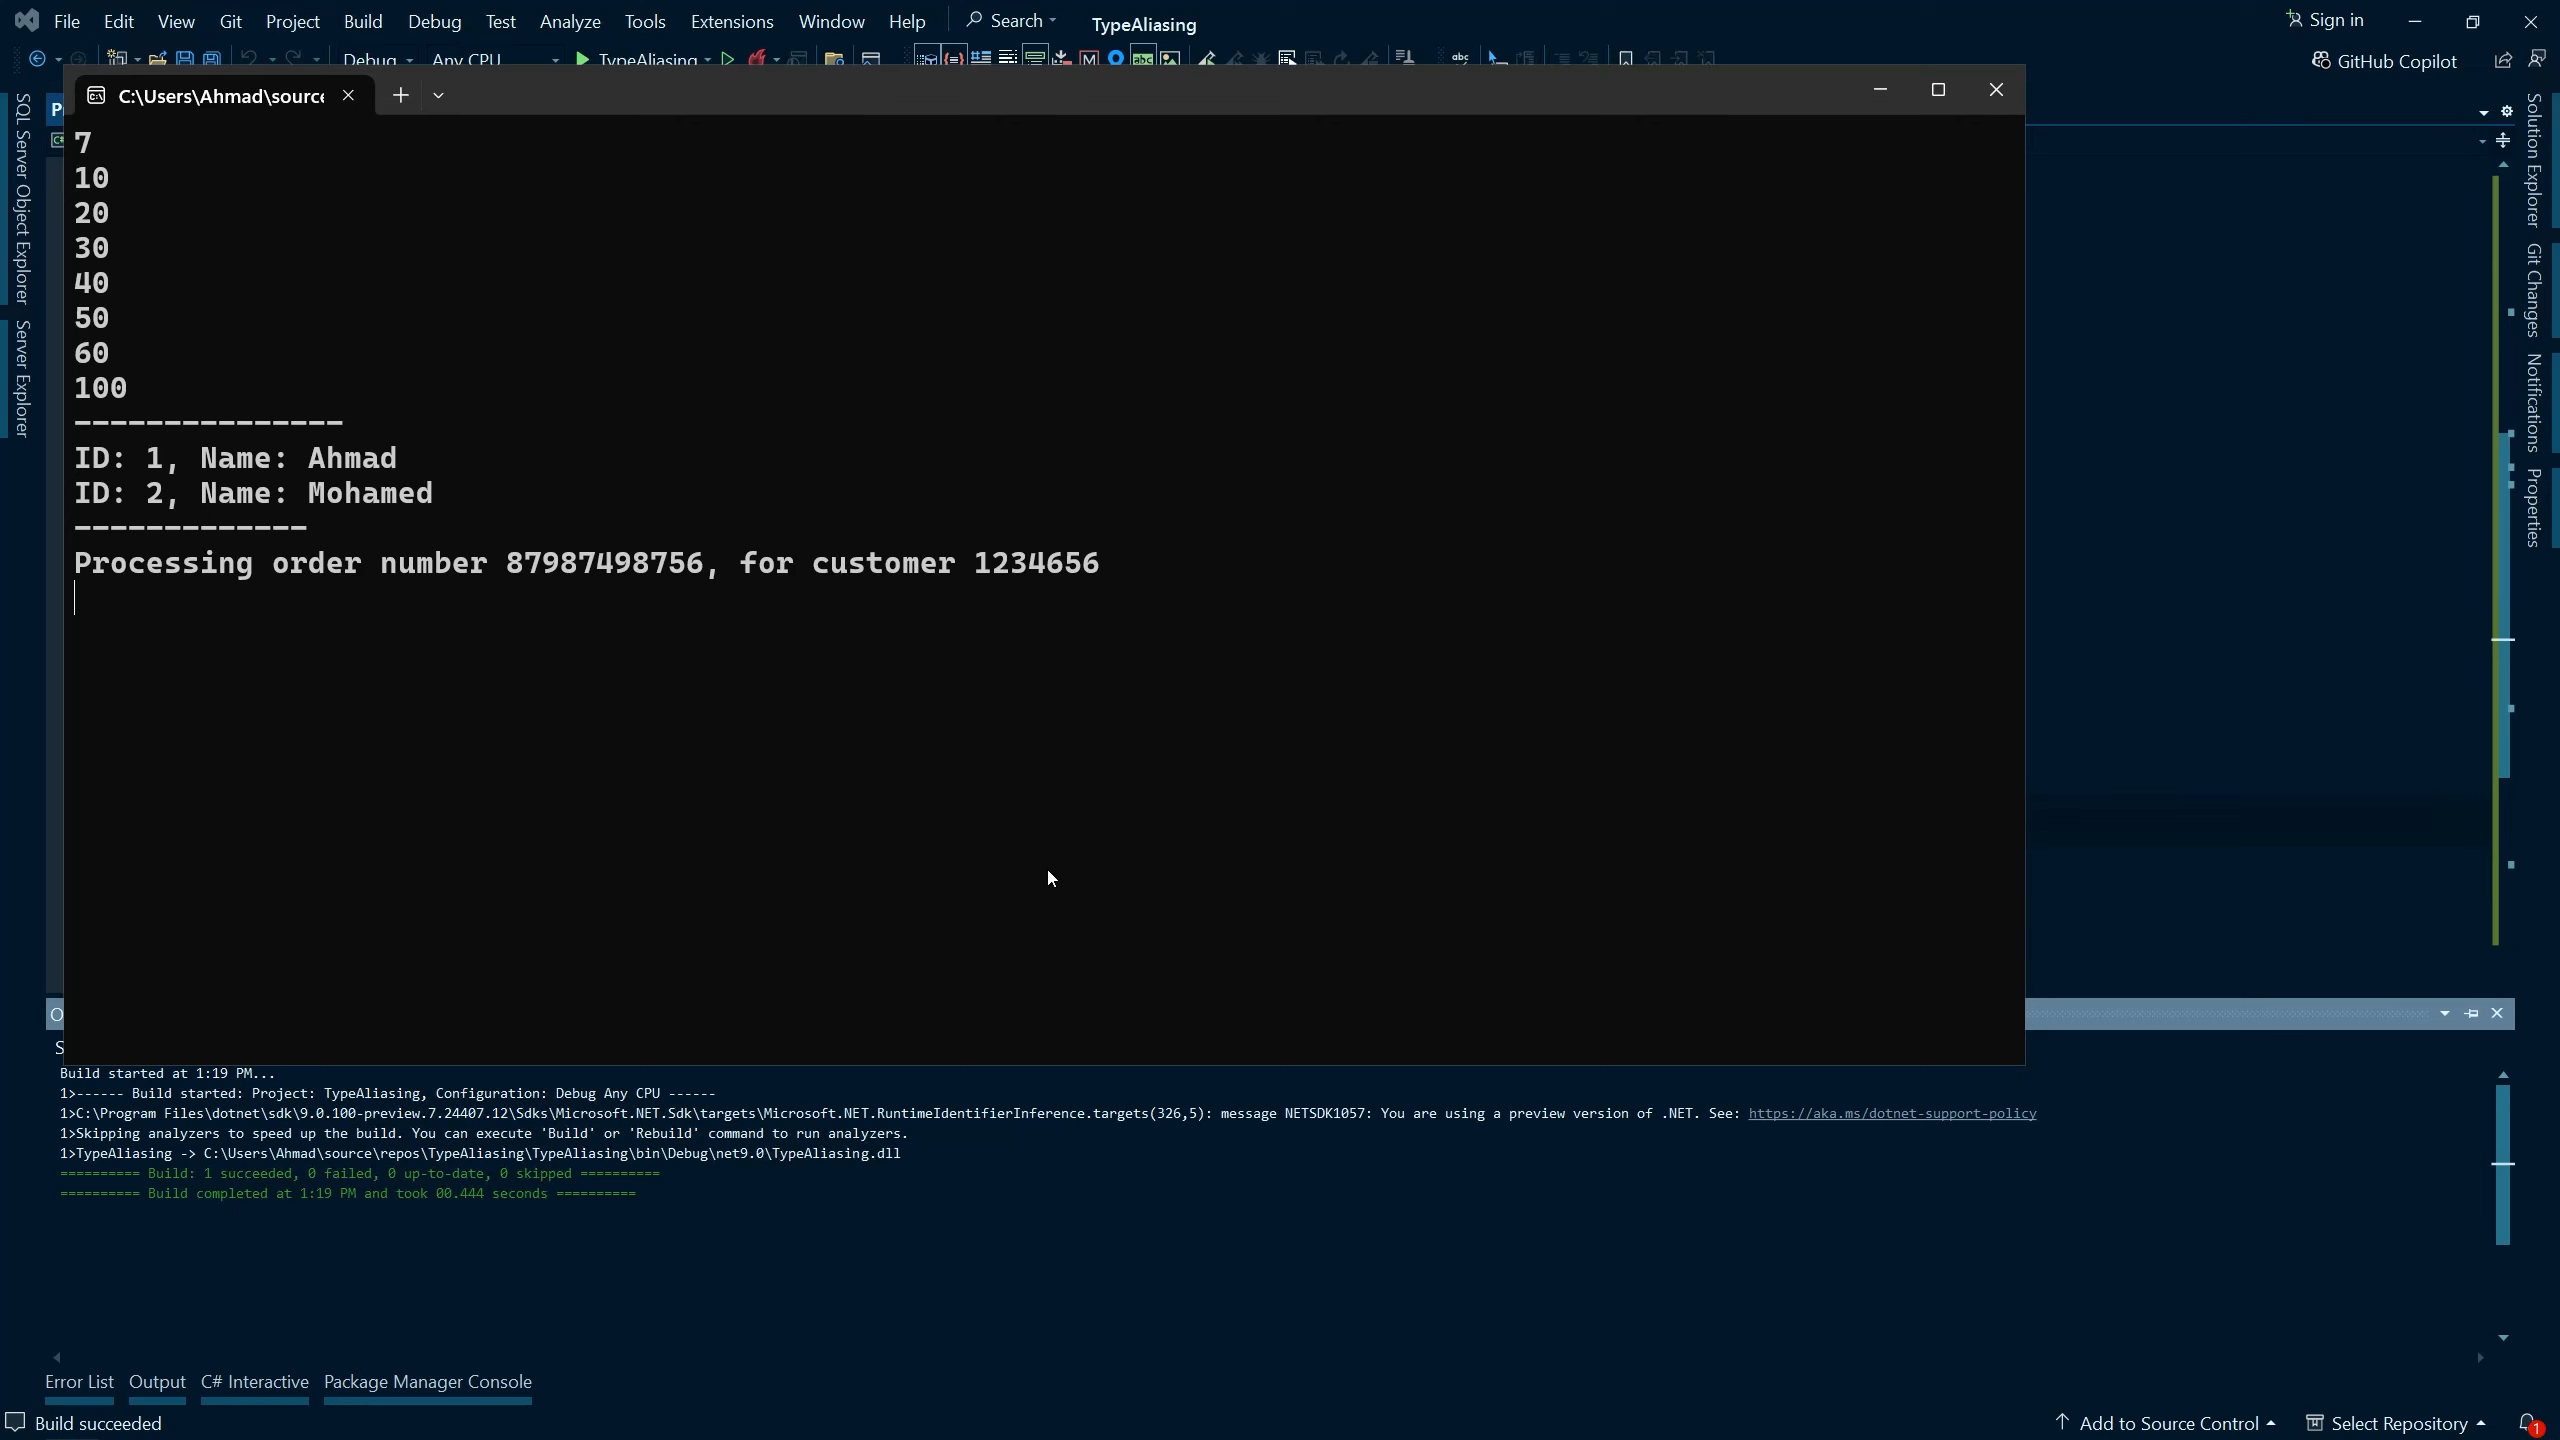 File Edit View Git Project Build Debug Test Analyze Tools Extensions Window Help Search TypeAliasing Sign in
Debug Any CPU TypeAliasing GitHub Copilot
C:\Users\Ahmad\source
SQL Server Object Explorer
Server Explorer
7
10
20
30
40
50
60
100
---------------
ID: 1, Name: Ahmad
ID: 2, Name: Mohamed
-------------
Processing order number 87987498756, for customer 1234656
Solution Explorer
Git Changes
Notifications
Properties
Build started at 1:19 PM...
1>------ Build started: Project: TypeAliasing, Configuration: Debug Any CPU ------
1>C:\Program Files\dotnet\sdk\9.0.100-preview.7.24407.12\Sdks\Microsoft.NET.Sdk\targets\Microsoft.NET.RuntimeIdentifierInference.targets(326,5): message NETSDK1057: You are using a preview version of .NET. See: https://aka.ms/dotnet-support-policy
1>Skipping analyzers to speed up the build. You can execute 'Build' or 'Rebuild' command to run analyzers.
1>TypeAliasing -> C:\Users\Ahmad\source\repos\TypeAliasing\TypeAliasing\bin\Debug\net9.0\TypeAliasing.dll
========== Build: 1 succeeded, 0 failed, 0 up-to-date, 0 skipped ==========
========== Build completed at 1:19 PM and took 00.444 seconds ==========
Error List Output C# Interactive Package Manager Console
Build succeeded Add to Source Control Select Repository 1